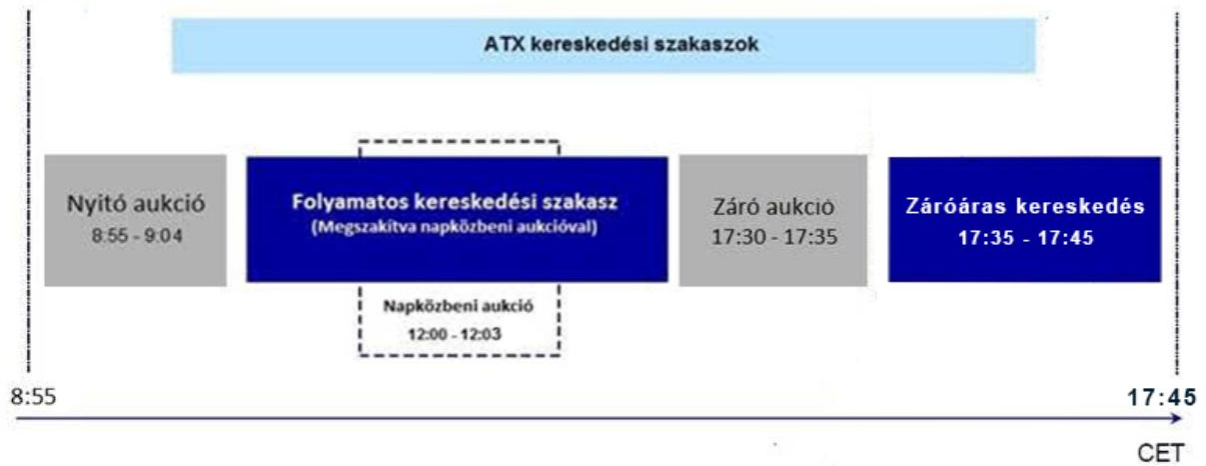 ATX kereskedési szakaszok
Nyitó aukció
8:55 - 9:04
Folyamatos kereskedési szakasz
(Megszakítva napközbeni aukcióval)
Napközbeni aukció
12:00 - 12:03
Záró aukció
17:30 - 17:35
Záróáras kereskedés
17:35 - 17:45
8:55
17:45
CET